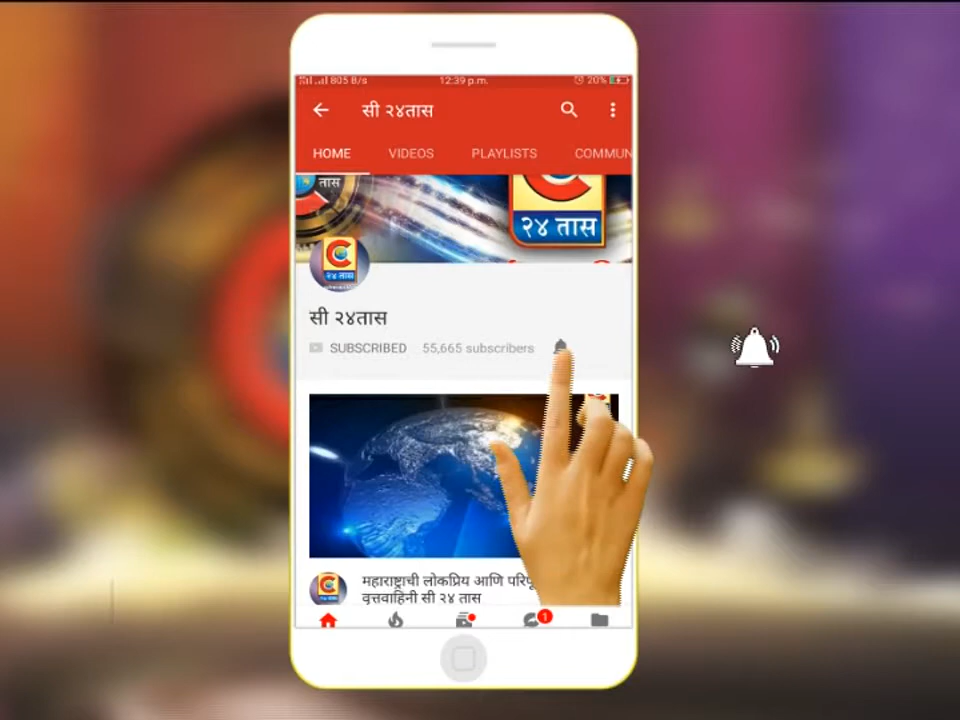 805 B/s 12:39 p.m. 20%
सी २४तास
HOME VIDEOS PLAYLISTS COMMUN
तास
२४ तास
२४ तास
सी २४तास
SUBSCRIBED 55,665 subscribers
महाराष्ट्राची लोकप्रिय आणि
वृत्तवाहिनी सी २४ तास
1